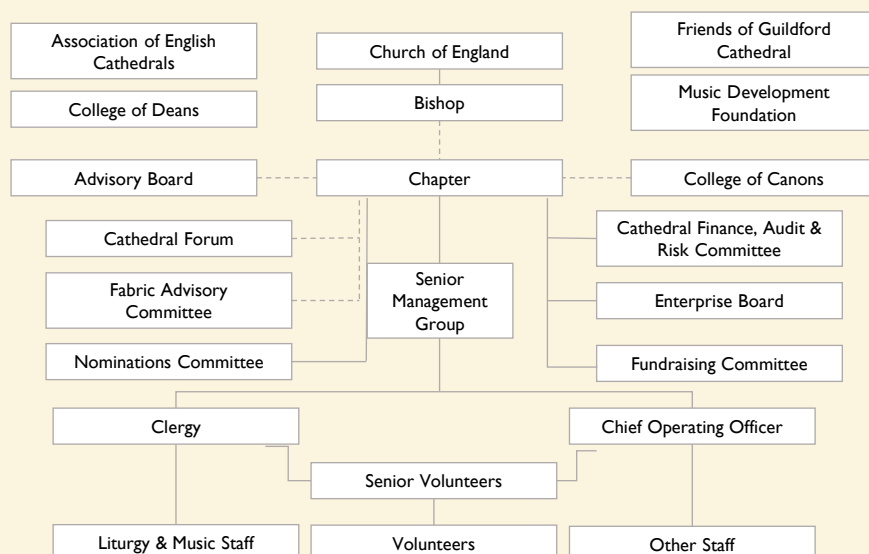 Association of English
Cathedrals
Church of England
Friends of Guildford
Cathedral
College of Deans
Bishop
Music Development
Foundation
Advisory Board
Chapter
College of Canons
Cathedral Forum
Cathedral Finance, Audit &
Risk Committee
Fabric Advisory
Committee
Senior
Management
Group
Enterprise Board
Nominations Committee
Fundraising Committee
Clergy
Chief Operating Officer
Senior Volunteers
Liturgy & Music Staff
Volunteers
Other Staff